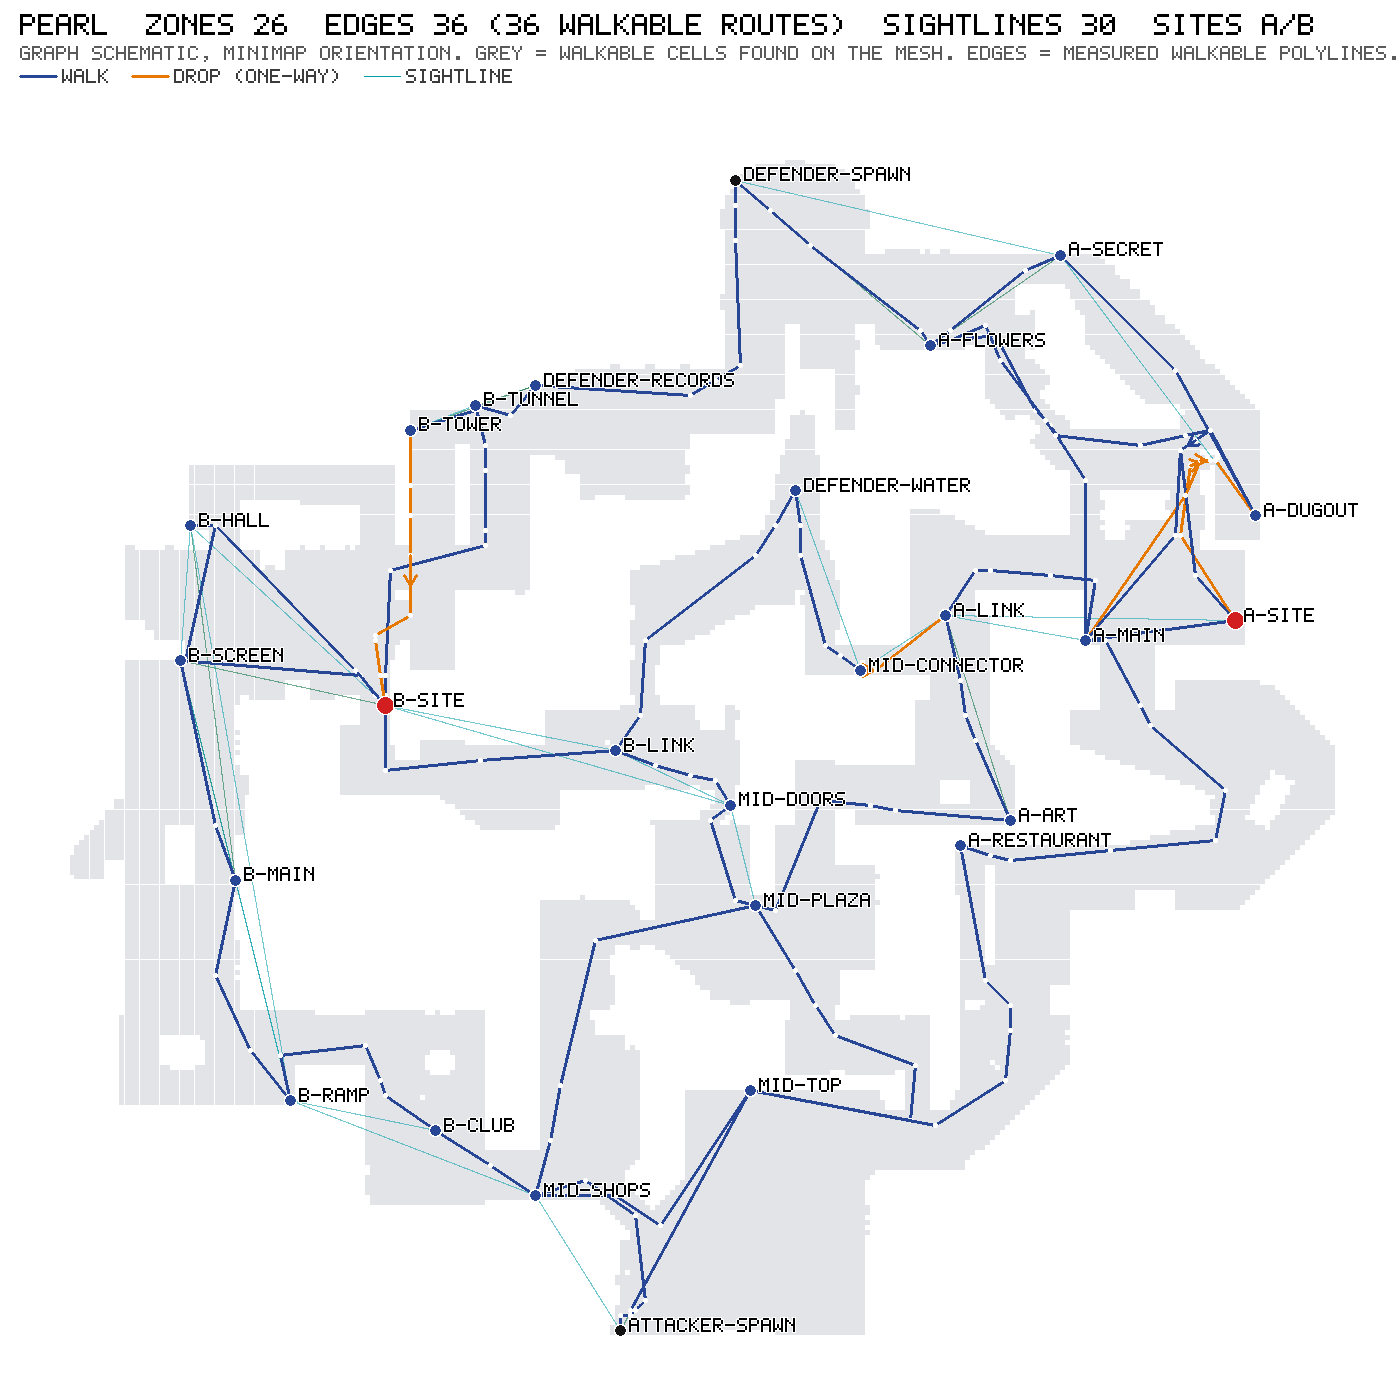 PEARL  ZONES 26  EDGES 36 (36 WALKABLE ROUTES)  SIGHTLINES 30  SITES A/B
GRAPH SCHEMATIC, MINIMAP ORIENTATION. GREY = WALKABLE CELLS FOUND ON THE MESH. EDGES = MEASURED WALKABLE POLYLINES.
WALK  DROP (ONE-WAY)  SIGHTLINE
DEFENDER-SPAWN
A-SECRET
A-FLOWERS
DEFENDER-RECORDS
B-TUNNEL
B-TOWER
DEFENDER-WATER
A-DUGOUT
B-HALL
A-LINK
A-SITE
A-MAIN
B-SCREEN
MID-CONNECTOR
B-SITE
B-LINK
MID-DOORS
A-ART
A-RESTAURANT
B-MAIN
MID-PLAZA
MID-TOP
B-RAMP
B-CLUB
MID-SHOPS
ATTACKER-SPAWN